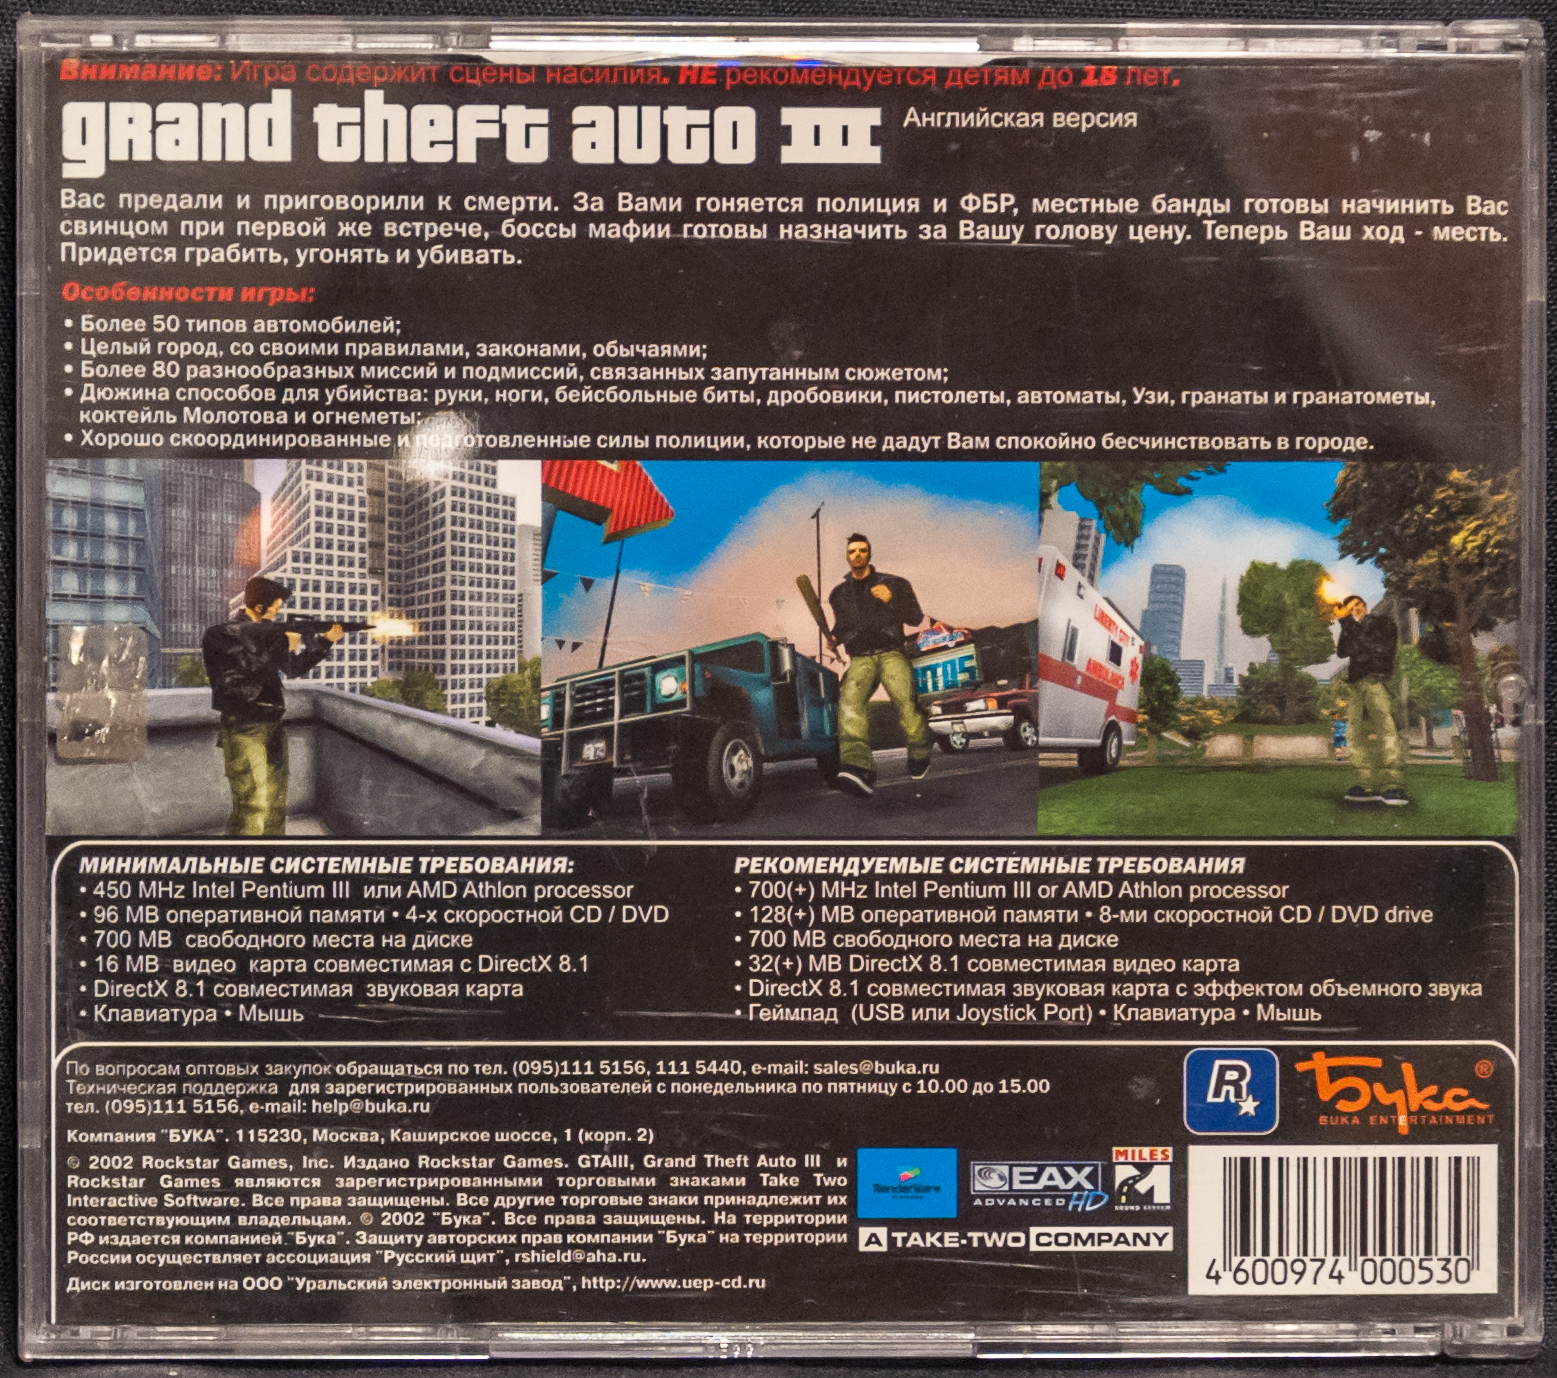 Внимание: Игра содержит сцены насилия. НЕ рекомендуется детям до 18 лет.
grand theft auto III
Английская версия
Вас предали и приговорили к смерти. За Вами гоняется полиция и ФБР, местные банды готовы начинить Вас
свинцом при первой же встрече, боссы мафии готовы назначить за Вашу голову цену. Теперь Ваш ход - месть.
Придется грабить, угонять и убивать.
Особенности игры:
• Более 50 типов автомобилей;
• Целый город, со своими правилами, законами, обычаями;
• Более 80 разнообразных миссий и подмиссий, связанных запутанным сюжетом;
• Дюжина способов для убийства: руки, ноги, бейсбольные биты, дробовики, пистолеты, автоматы, Узи, гранаты и гранатометы,
коктейль Молотова и огнеметы;
• Хорошо скоординированные и подготовленные силы полиции, которые не дадут Вам спокойно бесчинствовать в городе.
LIBERTY CITY
AMBULANCE
МИНИМАЛЬНЫЕ СИСТЕМНЫЕ ТРЕБОВАНИЯ:
• 450 MHz Intel Pentium III или AMD Athlon processor
• 96 MB оперативной памяти • 4-х скоростной CD / DVD
• 700 MB свободного места на диске
• 16 MB видео карта совместимая с DirectX 8.1
• DirectX 8.1 совместимая звуковая карта
• Клавиатура • Мышь
РЕКОМЕНДУЕМЫЕ СИСТЕМНЫЕ ТРЕБОВАНИЯ
• 700(+) MHz Intel Pentium III or AMD Athlon processor
• 128(+) MB оперативной памяти • 8-ми скоростной CD / DVD drive
• 700 MB свободного места на диске
• 32(+) MB DirectX 8.1 совместимая видео карта
• DirectX 8.1 совместимая звуковая карта с эффектом объемного звука
• Геймпад (USB или Joystick Port) • Клавиатура • Мышь
По вопросам оптовых закупок обращаться по тел. (095)111 5156, 111 5440, e-mail: sales@buka.ru
Техническая поддержка для зарегистрированных пользователей с понедельника по пятницу с 10.00 до 15.00
тел. (095)111 5156, e-mail: help@buka.ru
Компания "БУКА". 115230, Москва, Каширское шоссе, 1 (корп. 2)
© 2002 Rockstar Games, Inc. Издано Rockstar Games. GTAIII, Grand Theft Auto III и
Rockstar Games являются зарегистрированными торговыми знаками Take Two
Interactive Software. Все права защищены. Все другие торговые знаки принадлежит их
соответствующим владельцам. © 2002 "Бука". Все права защищены. На территории
РФ издается компанией "Бука". Защиту авторских прав компании "Бука" на территории
России осуществляет ассоциация "Русский щит", rshield@aha.ru.
Диск изготовлен на ООО "Уральский электронный завод", http://www.uep-cd.ru
R
Бука®
BUKA ENTERTAINMENT
RenderWare
EAX
ADVANCED HD
MILES
SOUND SYSTEM
A TAKE-TWO COMPANY
4 600974 000530